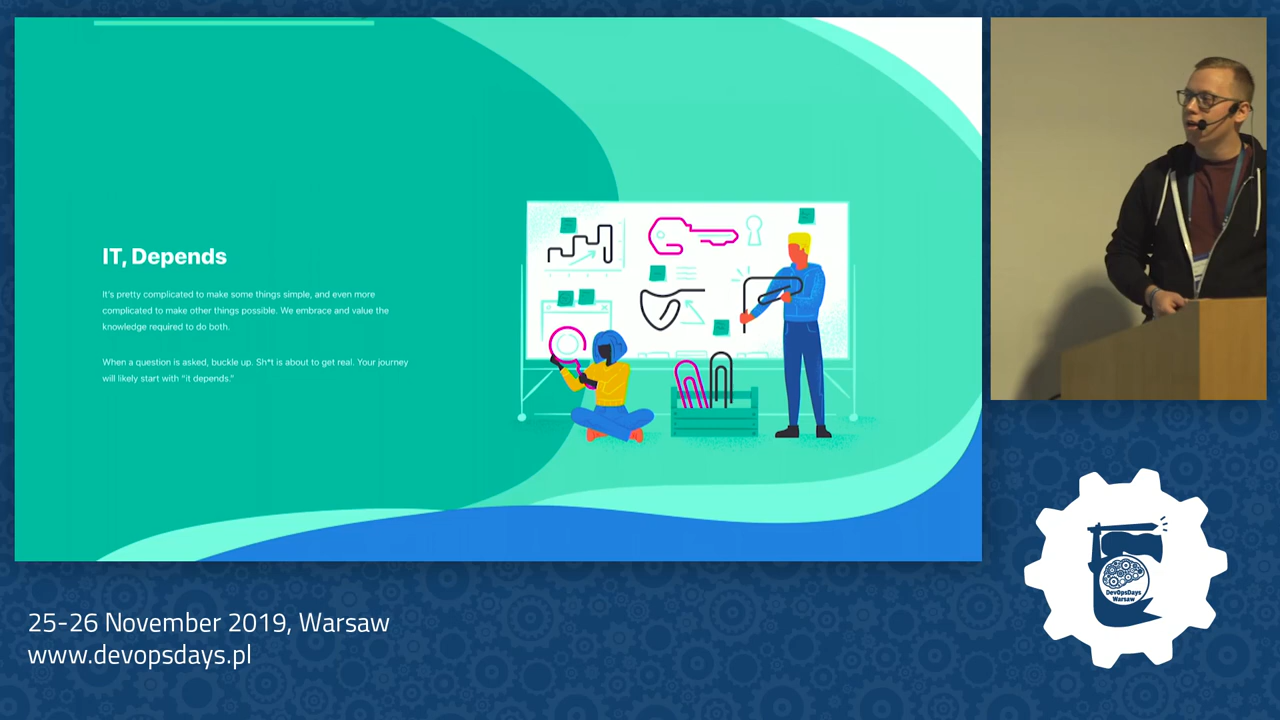 IT, Depends
It's pretty complicated to make some things simple, and even more
complicated to make other things possible. We embrace and value the
knowledge required to do both.
When a question is asked, buckle up. Sh*t is about to get real. Your journey
will likely start with "it depends."
DevOpsDays
Warsaw
25-26 November 2019, Warsaw
www.devopsdays.pl